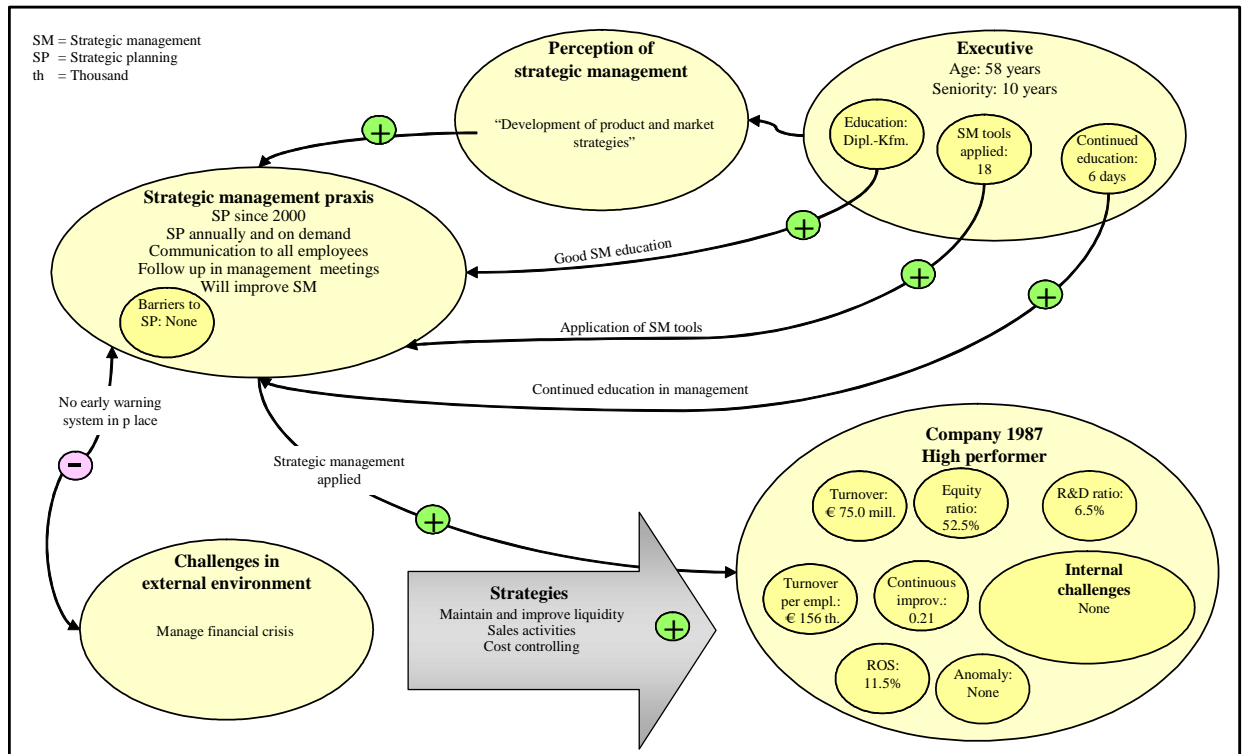 SM = Strategic management
SP = Strategic planning
th = Thousand
Perception of
strategic management
“Development of product and market
strategies”
Executive
Age: 58 years
Seniority: 10 years
Education:
Dipl.-Kfm.
SM tools
applied:
18
Continued
education:
6 days
+
Strategic management praxis
SP since 2000
SP annually and on demand
Communication to all employees
Follow up in management meetings
Will improve SM
Barriers to
SP: None
+
Good SM education
+
Application of SM tools
+
Continued education in management
No early warning
system in p lace
−
Strategic management
applied
+
Challenges in
external environment
Manage financial crisis
Strategies
Maintain and improve liquidity
Sales activities
Cost controlling
+
Company 1987
High performer
Turnover:
€ 75.0 mill.
Equity
ratio:
52.5%
R&D ratio:
6.5%
Turnover
per empl.:
€ 156 th.
Continuous
improv.:
0.21
Internal
challenges
None
ROS:
11.5%
Anomaly:
None